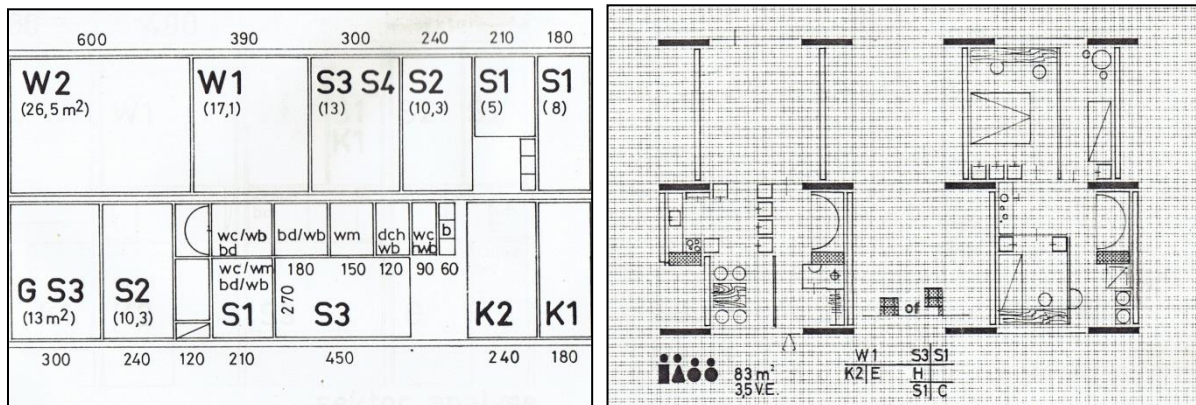 600 390 300 240 210 180
W2 W1 S3 S4 S2 S1 S1
(26,5 m²) (17,1) (13) (10,3) (5) (8)
wc/wb bd/wb wm dch wc b
bd wb
wc/wm 180 150 120 90 60
bd/wb
G S3 S2 S1 270 S3 K2 K1
(13 m²) (10,3)
300 240 120 210 450 240 180
of
83 m²
3,5 V.E.
W1 S3 S1
K2 E H
S1 C